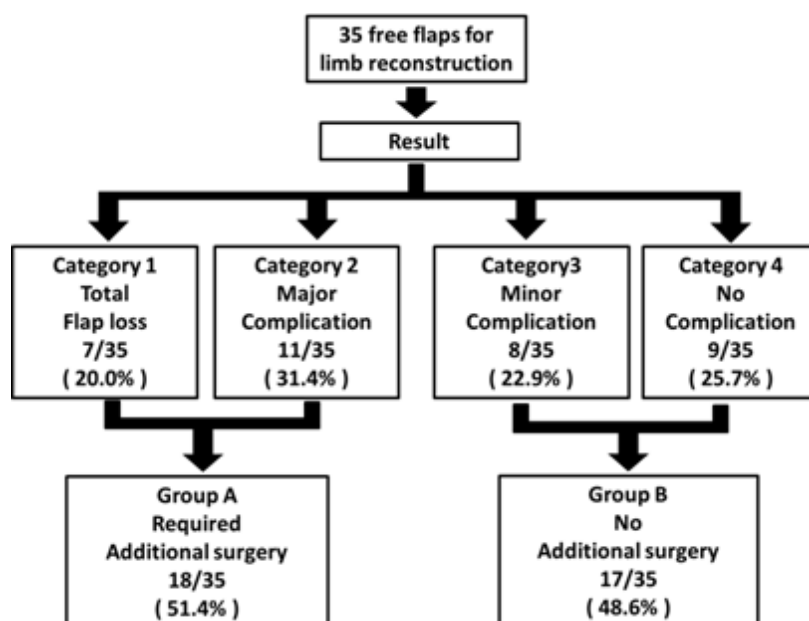 35 free flaps for
limb reconstruction
Result
Category 1
Total
Flap loss
7/35
( 20.0% )
Category 2
Major
Complication
11/35
( 31.4% )
Category3
Minor
Complication
8/35
( 22.9% )
Category 4
No
Complication
9/35
( 25.7% )
Group A
Required
Additional surgery
18/35
( 51.4% )
Group B
No
Additional surgery
17/35
( 48.6% )